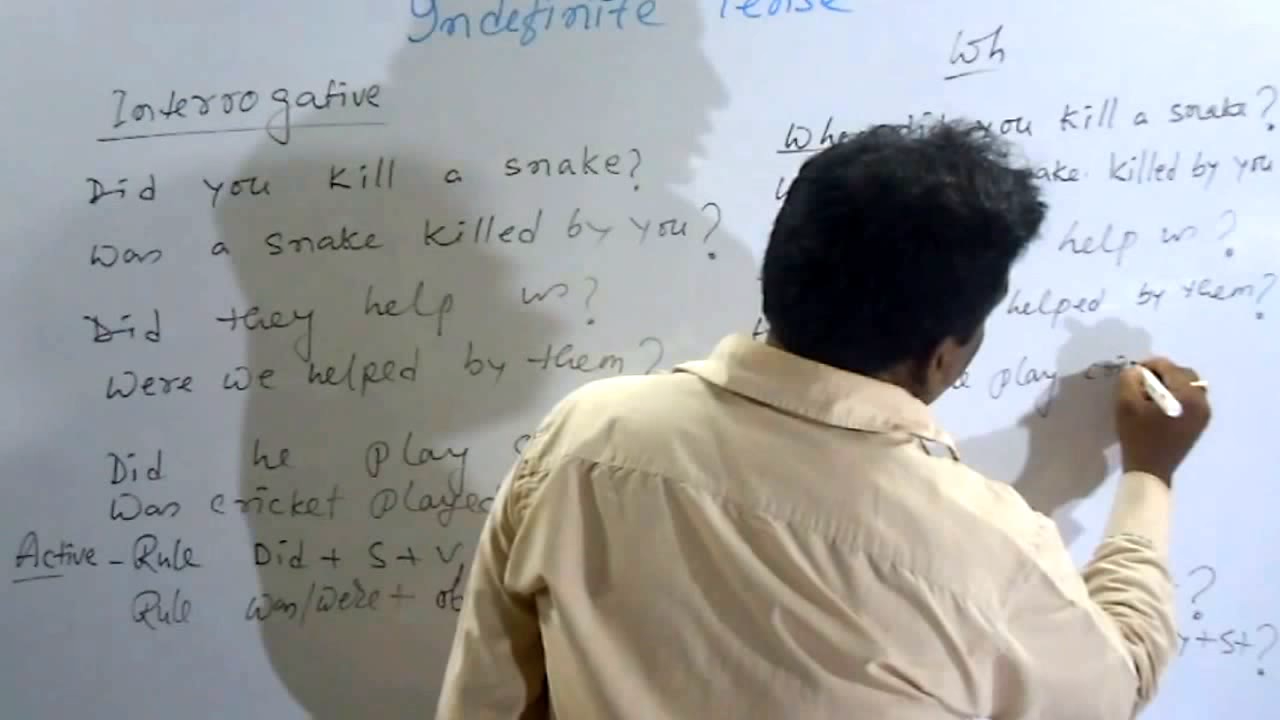 Indefinite Tense
Interrogative
Did you kill a snake?
Was a snake killed by you?
Did they help us?
Were we helped by them?
Did he play
Was cricket played
Active - Rule Did + S + V
Rule was/were + ob
Wh
did you kill a snake?
killed by you
help us?
helped by them?
play
?
y+S+?